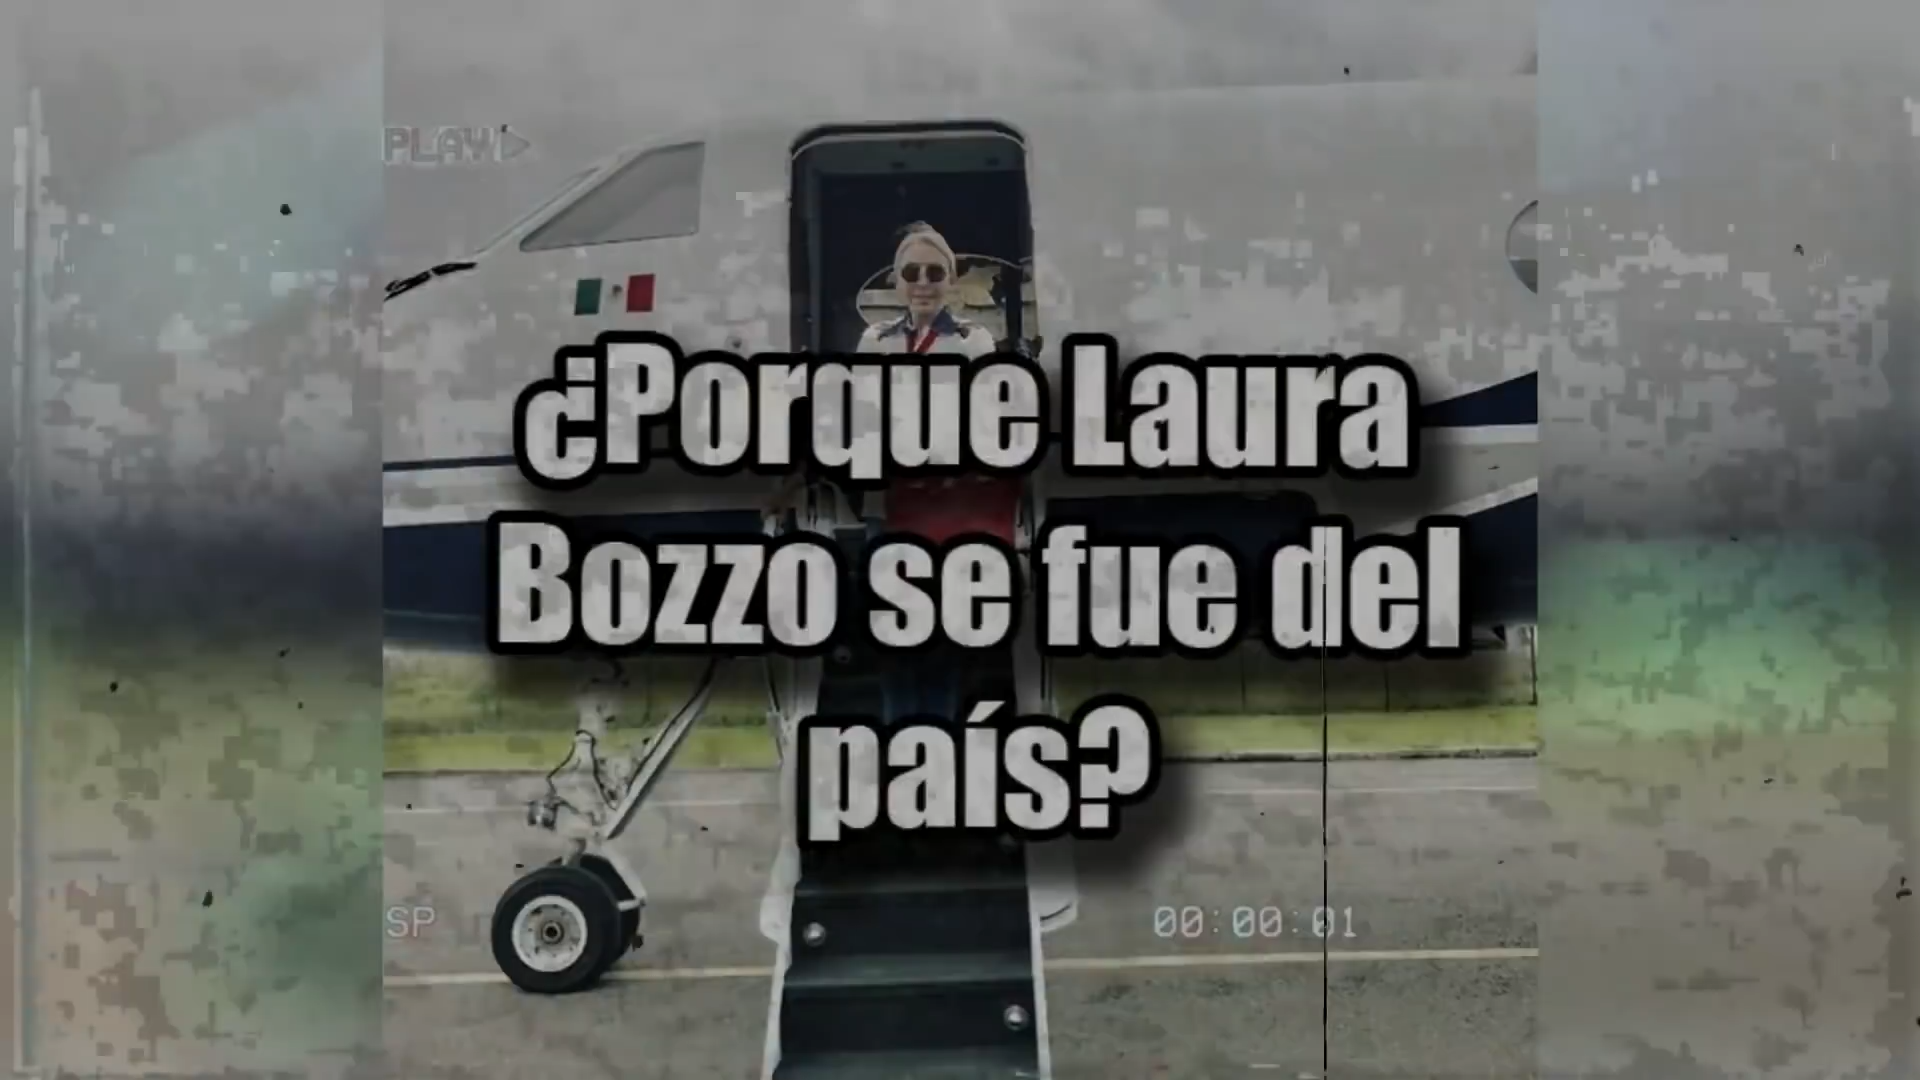 PLAY
¿Porque Laura
Bozzo se fue del
país?
SP
00:00:01